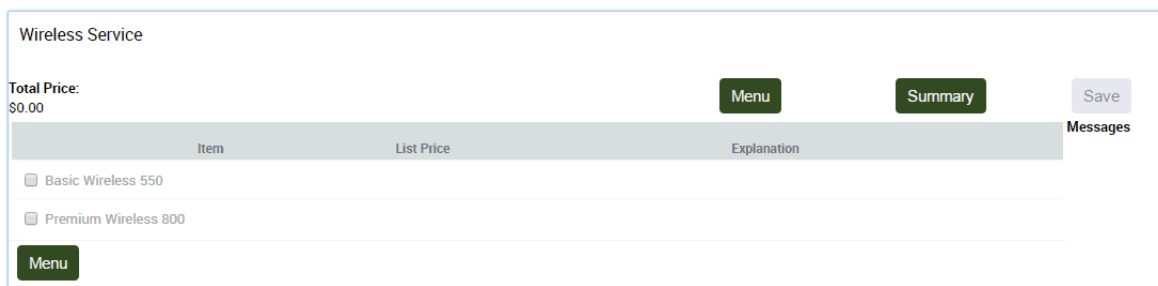 Wireless Service
Total Price:
$0.00
Menu
Summary
Save
Messages
Item List Price Explanation
Basic Wireless 550
Premium Wireless 800
Menu